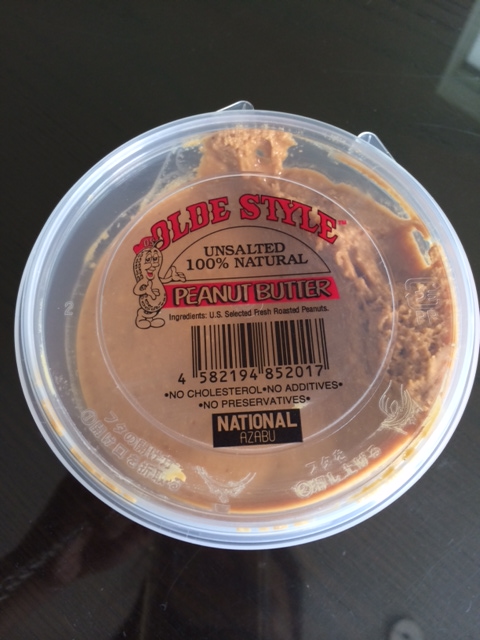 OLDE STYLE™
UNSALTED
100% NATURAL
PEANUT BUTTER
Ingredients: U.S. Selected Fresh Roasted Peanuts.
4 582194 852017
•NO CHOLESTEROL•NO ADDITIVES•
•NO PRESERVATIVES•
NATIONAL
AZABU